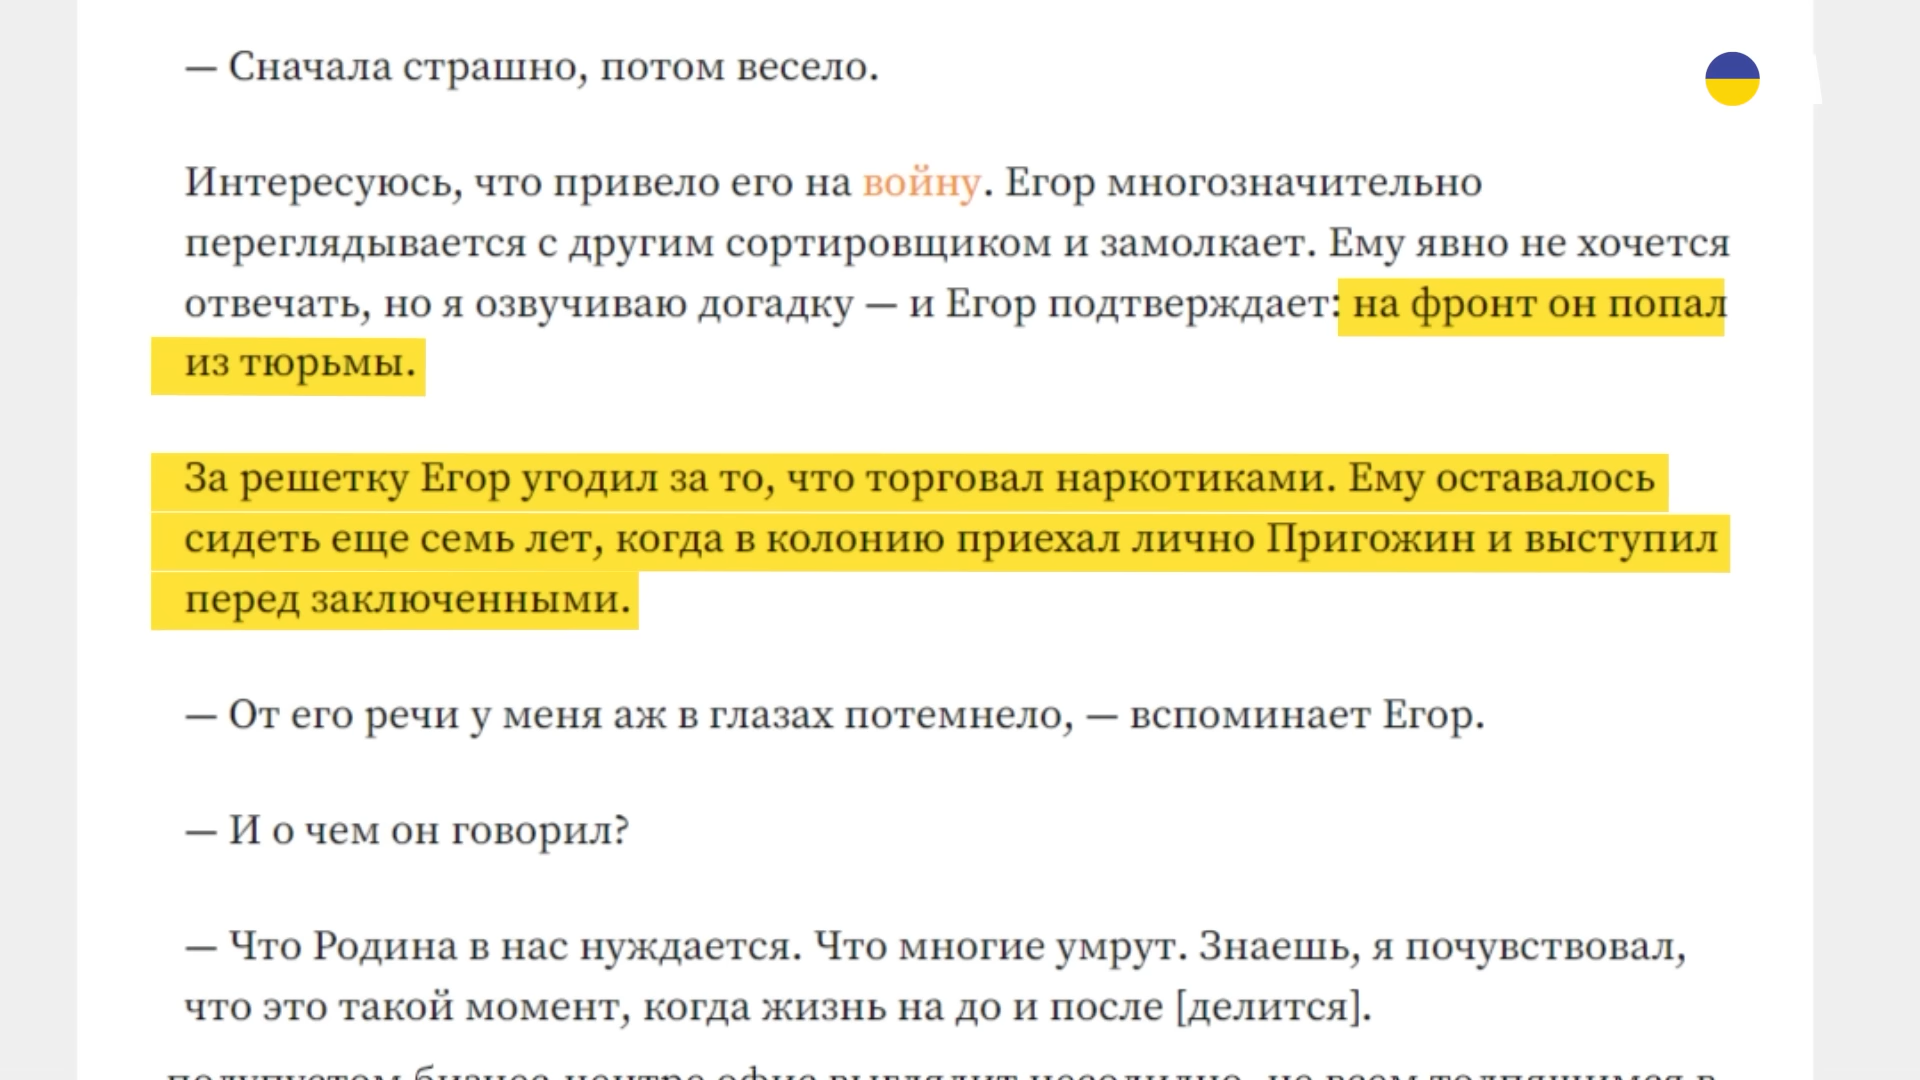 — Сначала страшно, потом весело.
Интересуюсь, что привело его на войну. Егор многозначительно
переглядывается с другим сортировщиком и замолкает. Ему явно не хочется
отвечать, но я озвучиваю догадку — и Егор подтверждает: на фронт он попал
из тюрьмы.
За решетку Егор угодил за то, что торговал наркотиками. Ему оставалось
сидеть еще семь лет, когда в колонию приехал лично Пригожин и выступил
перед заключенными.
— От его речи у меня аж в глазах потемнело, — вспоминает Егор.
— И о чем он говорил?
— Что Родина в нас нуждается. Что многие умрут. Знаешь, я почувствовал,
что это такой момент, когда жизнь на до и после [делится].